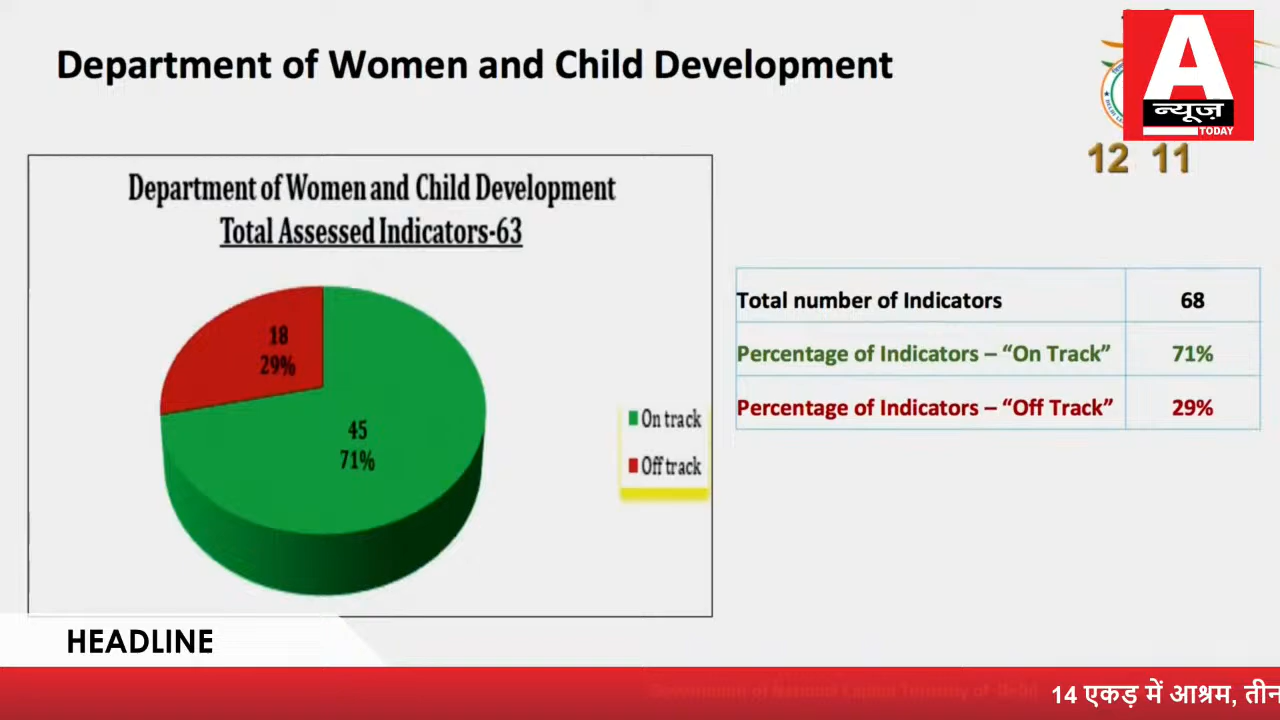 Department of Women and Child Development
A
न्यूज़
TODAY
12 11
Department of Women and Child Development
Total Assessed Indicators-63
18
29%
45
71%
On track
Off track
Total number of Indicators 68
Percentage of Indicators – “On Track” 71%
Percentage of Indicators – “Off Track” 29%
HEADLINE
14 एकड़ में आश्रम, तीन